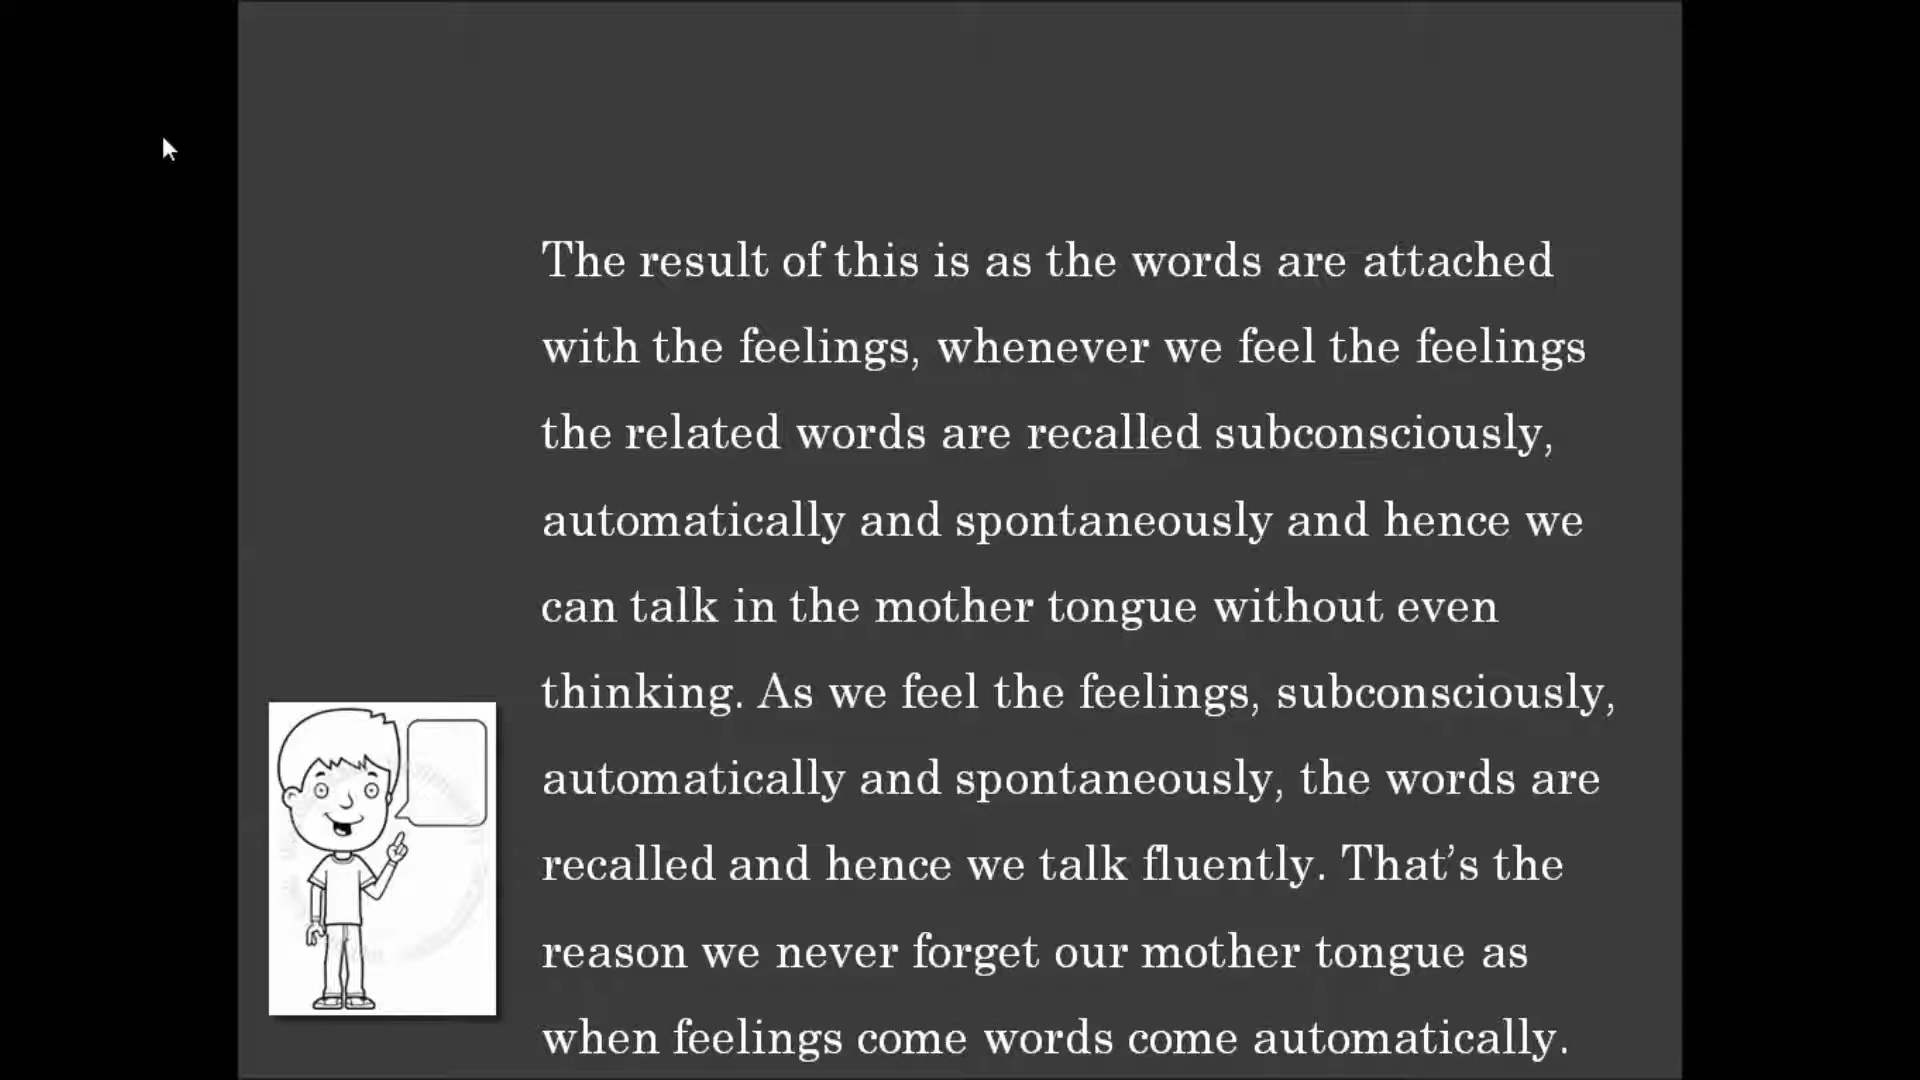 The result of this is as the words are attached
with the feelings, whenever we feel the feelings
the related words are recalled subconsciously,
automatically and spontaneously and hence we
can talk in the mother tongue without even
thinking. As we feel the feelings, subconsciously,
automatically and spontaneously, the words are
recalled and hence we talk fluently. That’s the
reason we never forget our mother tongue as
when feelings come words come automatically.